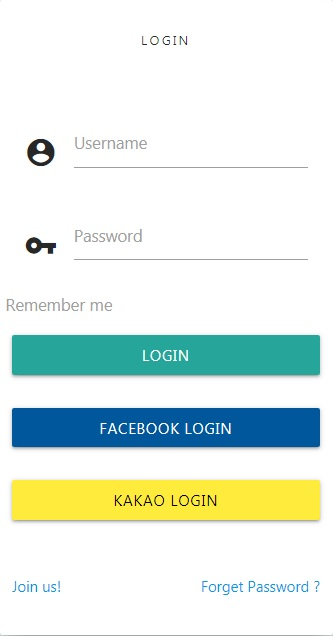 LOGIN
Username
Password
Remember me
LOGIN
FACEBOOK LOGIN
KAKAO LOGIN
Join us! Forget Password ?